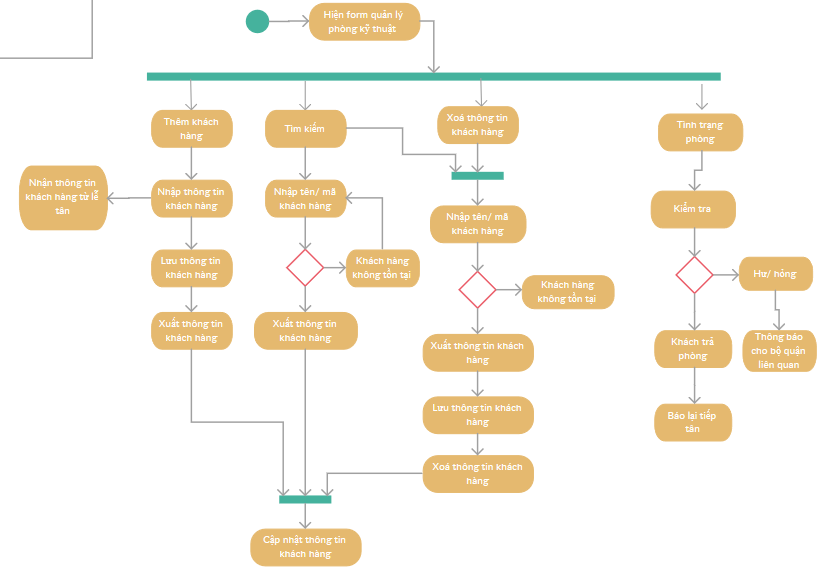 Hiện form quản lý
phòng kỹ thuật
Thêm khách
hàng
Tìm kiếm
Xoá thông tin
khách hàng
Tình trạng
phòng
Nhận thông tin
khách hàng từ lễ
tân
Nhập thông tin
khách hàng
Nhập tên/ mã
khách hàng
Nhập tên/ mã
khách hàng
Kiểm tra
Lưu thông tin
khách hàng
Khách hàng
không tồn tại
Khách hàng
không tồn tại
Hư/ hỏng
Xuất thông tin
khách hàng
Xuất thông tin
khách hàng
Xuất thông tin khách
hàng
Khách trả
phòng
Thông báo
cho bộ quận
liên quan
Lưu thông tin khách
hàng
Báo lại tiếp
tân
Xoá thông tin khách
hàng
Cập nhật thông tin
khách hàng